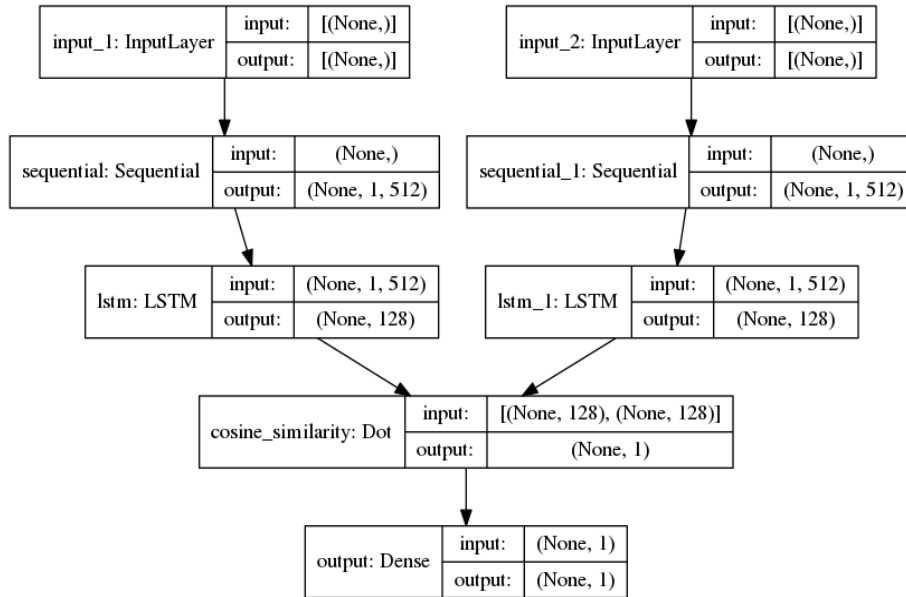 input_1: InputLayer
input: [(None,)]
output: [(None,)]
input_2: InputLayer
input: [(None,)]
output: [(None,)]
sequential: Sequential
input: (None,)
output: (None, 1, 512)
sequential_1: Sequential
input: (None,)
output: (None, 1, 512)
lstm: LSTM
input: (None, 1, 512)
output: (None, 128)
lstm_1: LSTM
input: (None, 1, 512)
output: (None, 128)
cosine_similarity: Dot
input: [(None, 128), (None, 128)]
output: (None, 1)
output: Dense
input: (None, 1)
output: (None, 1)